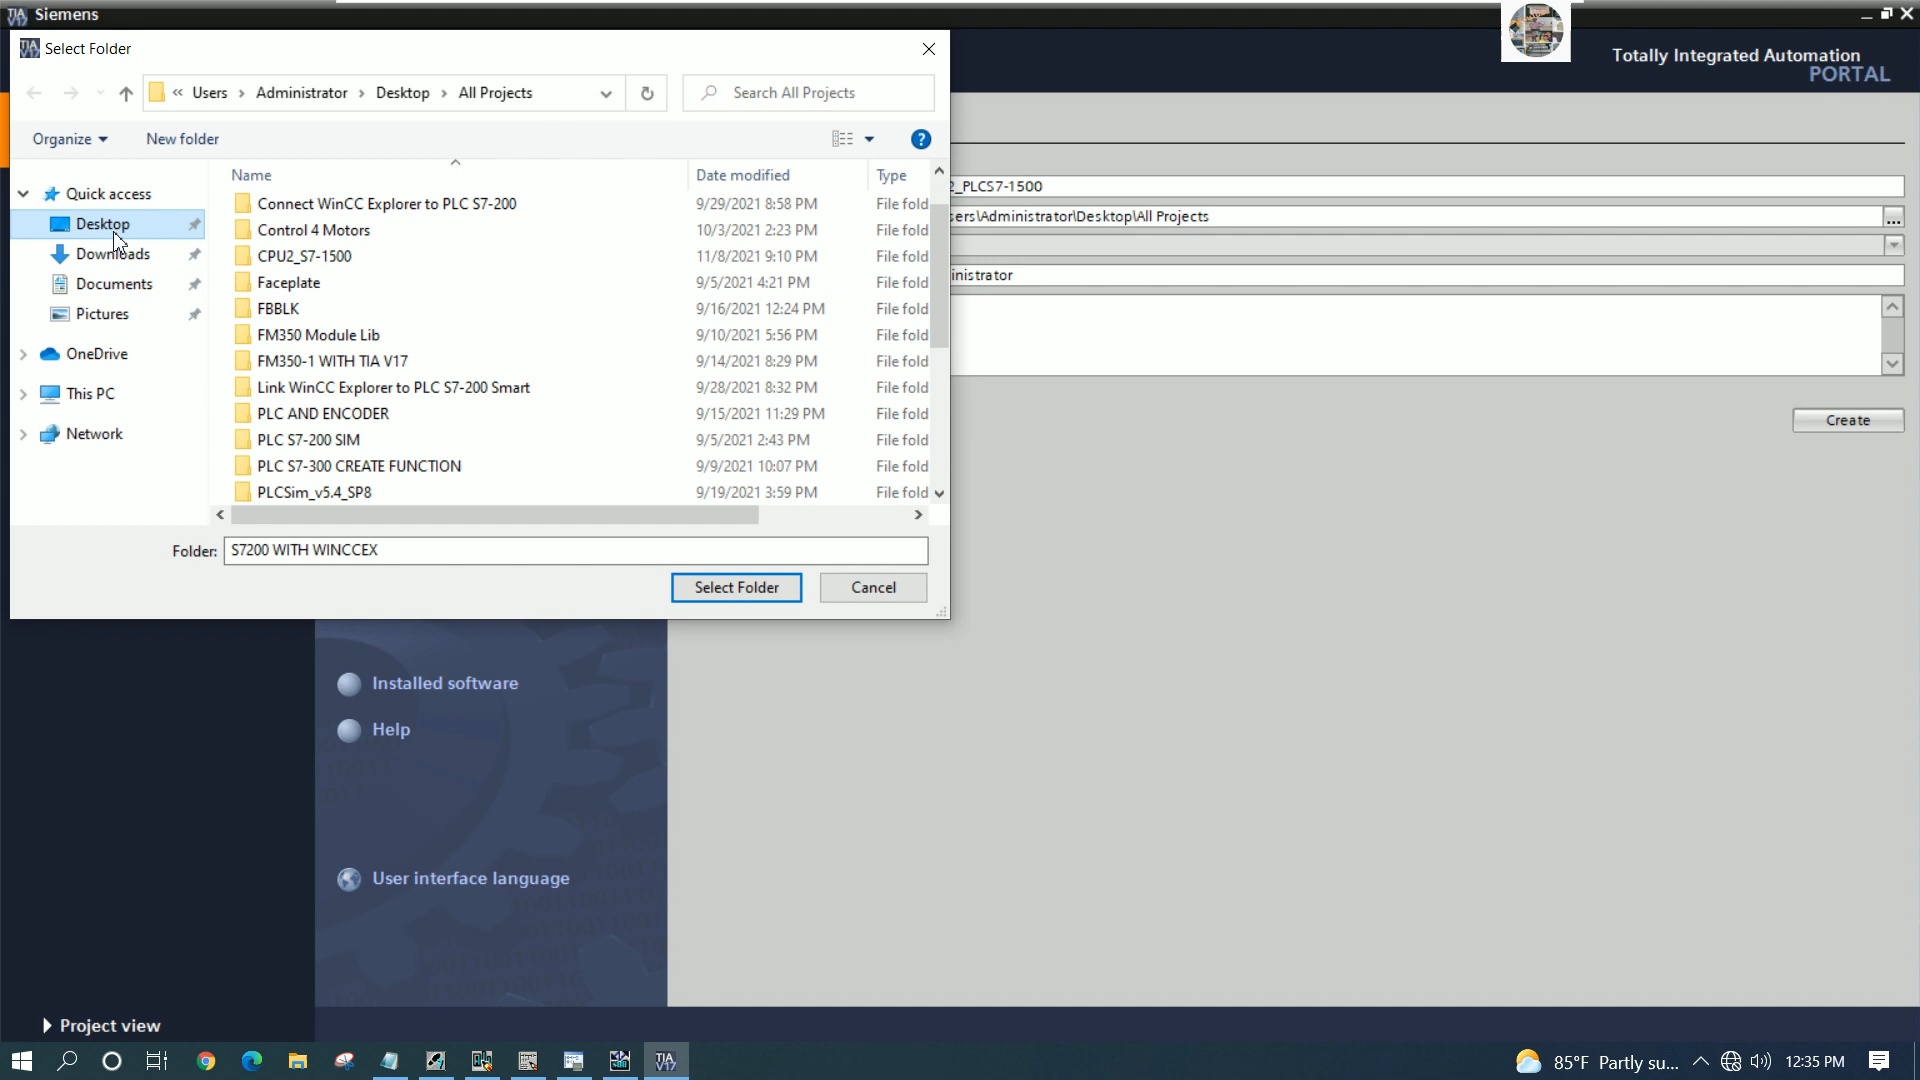 Siemens
Totally Integrated Automation
PORTAL
Select Folder
« Users > Administrator > Desktop > All Projects
Search All Projects
Organize
New folder
Name
Date modified
Type
Quick access
Desktop
Downloads
Documents
Pictures
OneDrive
This PC
Network
Connect WinCC Explorer to PLC S7-200 9/29/2021 8:58 PM File fold
Control 4 Motors 10/3/2021 2:23 PM File fold
CPU2_S7-1500 11/8/2021 9:10 PM File fold
Faceplate 9/5/2021 4:21 PM File fold
FBBLK 9/16/2021 12:24 PM File fold
FM350 Module Lib 9/10/2021 5:56 PM File fold
FM350-1 WITH TIA V17 9/14/2021 8:29 PM File fold
Link WinCC Explorer to PLC S7-200 Smart 9/28/2021 8:32 PM File fold
PLC AND ENCODER 9/15/2021 11:29 PM File fold
PLC S7-200 SIM 9/5/2021 2:43 PM File fold
PLC S7-300 CREATE FUNCTION 9/9/2021 10:07 PM File fold
PLCSim_v5.4_SP8 9/19/2021 3:59 PM File fold
Folder: S7200 WITH WINCCEX
Select Folder
Cancel
2_PLCS7-1500
sers\Administrator\Desktop\All Projects
...
inistrator
Create
Installed software
Help
User interface language
Project view
TIA V17
85°F Partly su...
12:35 PM